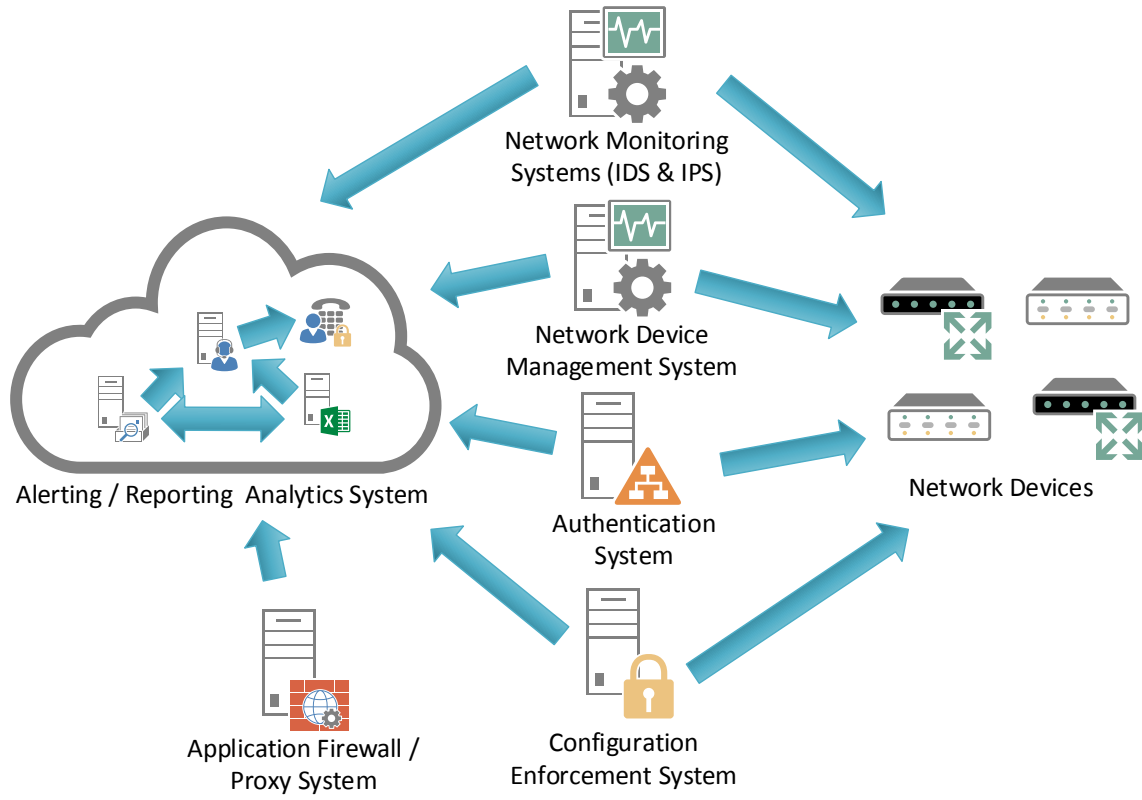 Network Monitoring
Systems (IDS & IPS)
Network Device
Management System
Alerting / Reporting  Analytics System
Authentication
System
Network Devices
Application Firewall /
Proxy System
Configuration
Enforcement System
X